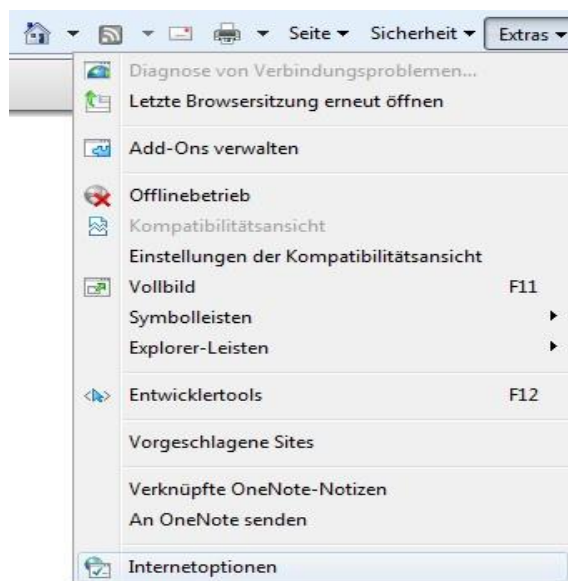 Seite Sicherheit Extras
Diagnose von Verbindungsproblemen...
Letzte Browsersitzung erneut öffnen
Add-Ons verwalten
Offlinebetrieb
Kompatibilitätsansicht
Einstellungen der Kompatibilitätsansicht
Vollbild F11
Symbolleisten
Explorer-Leisten
Entwicklertools F12
Vorgeschlagene Sites
Verknüpfte OneNote-Notizen
An OneNote senden
Internetoptionen